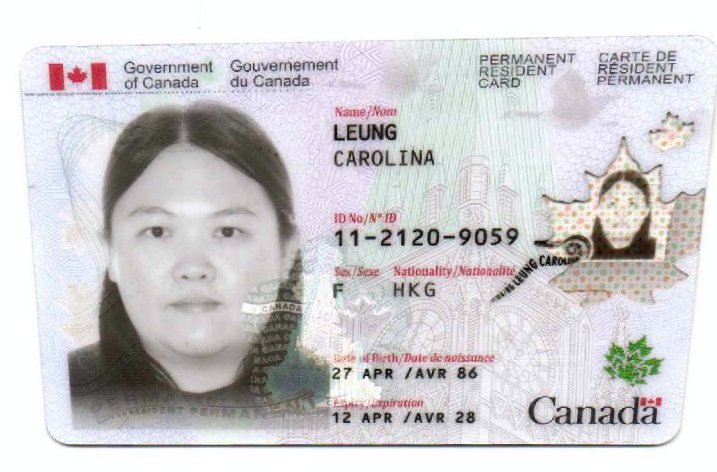 Government of Canada
Gouvernement du Canada
PERMANENT RESIDENT CARD
CARTE DE RÉSIDENT PERMANENT
Name/Nom
LEUNG
CAROLINA
ID No/N° ID
11-2120-9059
Sex/Sexe Nationality/Nationalité
F HKG
LEUNG CAROLINA
CANADA
Date of Birth/Date de naissance
27 APR /AVR 86
Expiry/Expiration
12 APR /AVR 28
Canada